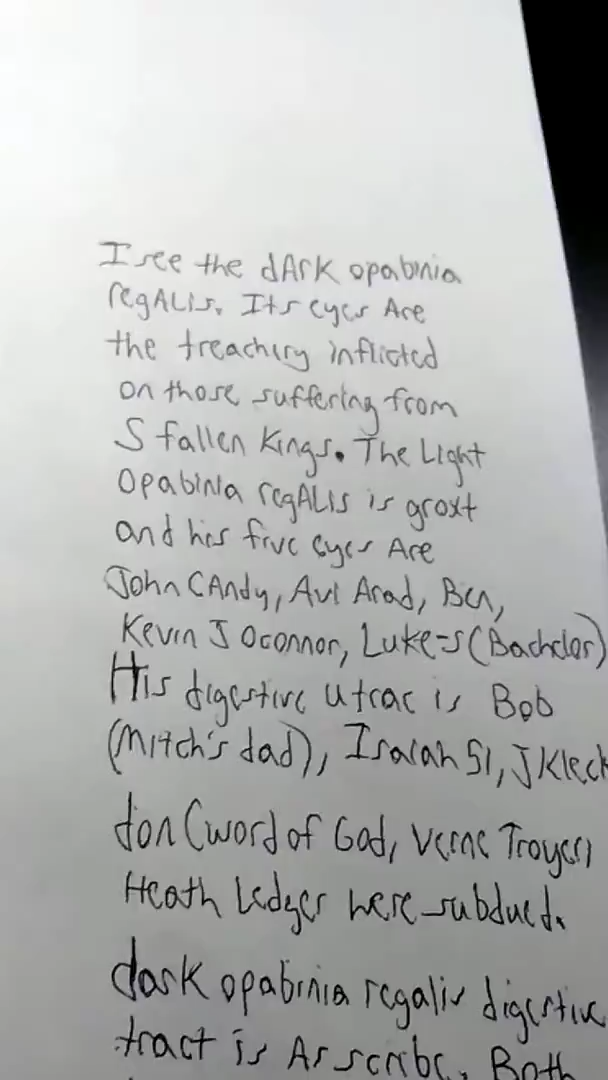 I see the dARK opabinia
regALis. Its eyes Are
the treachery inflicted
on those suffering from
5 fallen Kings. The Light
Opabinia regALIS is groxt
and his five eyes Are
John CAndy, Avi Arad, Ben,
Kevin J Oconnor, Luke-S (Bachelor)
His digestive utrac is Bob
(Mitch's dad), Isaiah 51, J Kleck
don (word of God, Verne Troyer,
Heath Ledger were subdued.
dark opabinia regalis digestive
tract is As scribe. Both